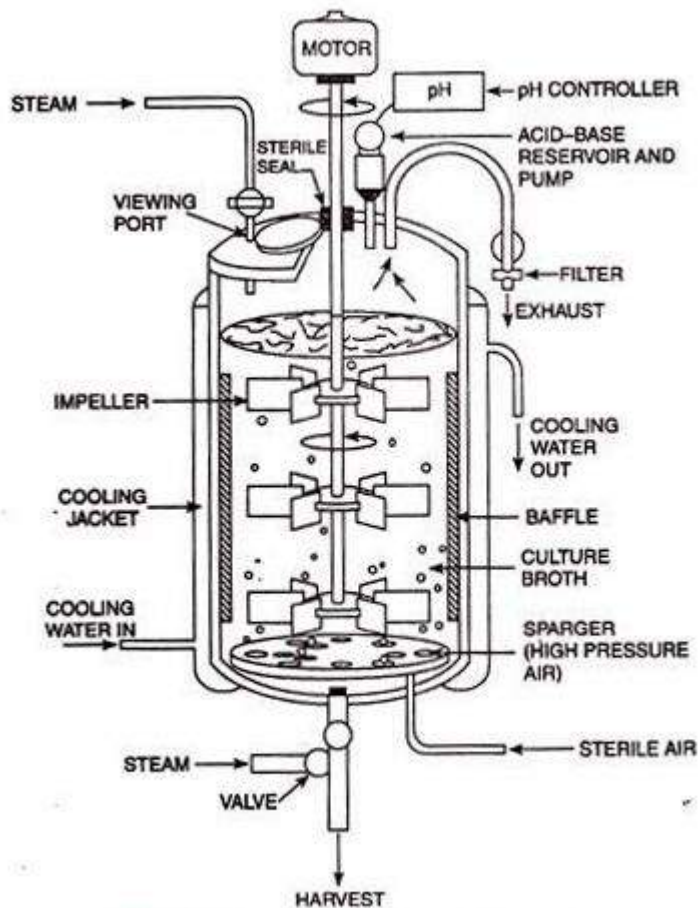 MOTOR
pH
pH CONTROLLER
STEAM
STERILE
SEAL
ACID–BASE
RESERVOIR AND
PUMP
VIEWING
PORT
FILTER
EXHAUST
IMPELLER
COOLING
WATER
OUT
COOLING
JACKET
BAFFLE
CULTURE
BROTH
COOLING
WATER IN
SPARGER
(HIGH PRESSURE
AIR)
STERILE AIR
STEAM
VALVE
HARVEST